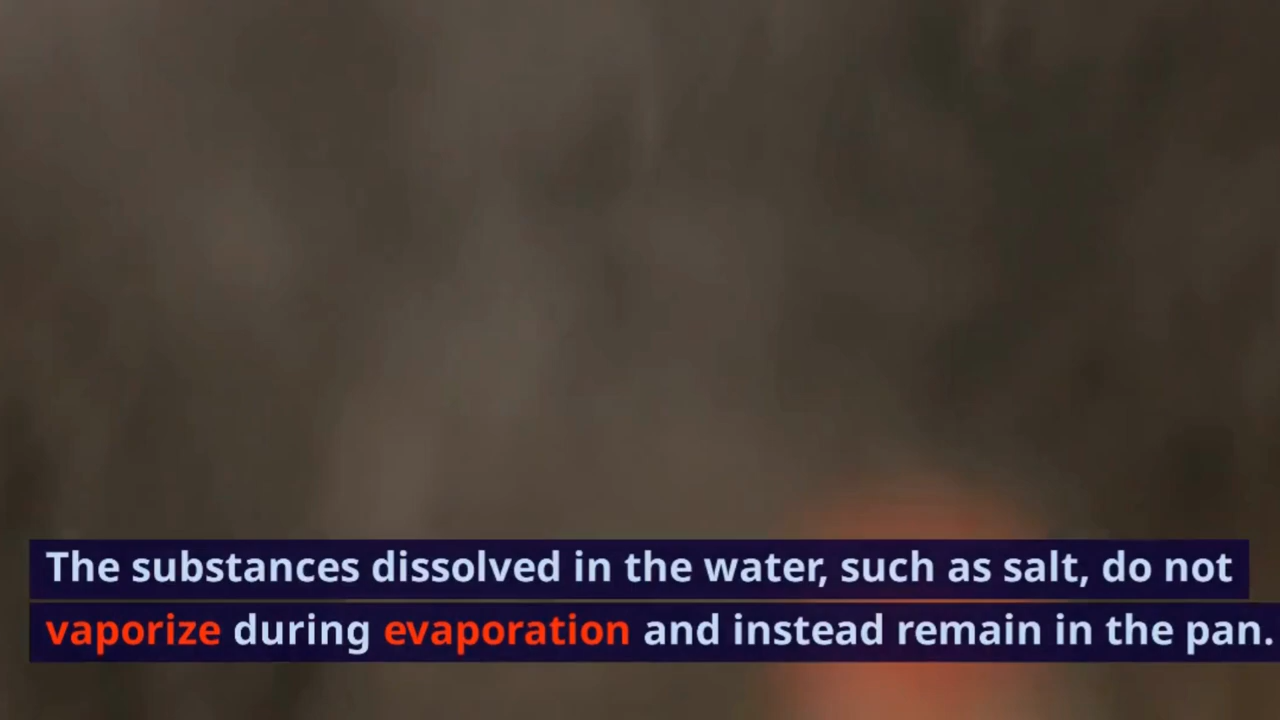 The substances dissolved in the water, such as salt, do not
vaporize during evaporation and instead remain in the pan.